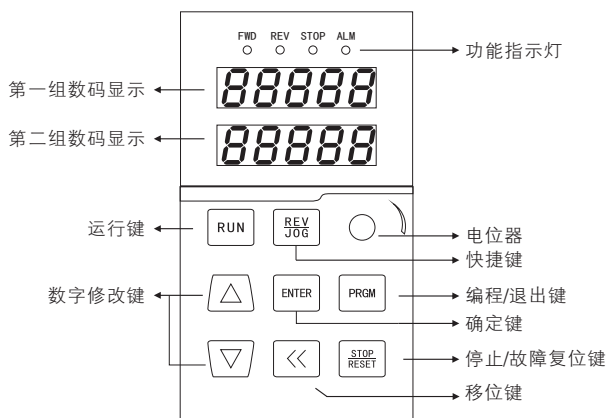 FWD REV STOP ALM
功能指示灯
第一组数码显示
88888
第二组数码显示
88888
运行键
RUN
REV
JOG
电位器
快捷键
数字修改键
ENTER
PRGM
编程/退出键
确定键
STOP
RESET
停止/故障复位键
移位键